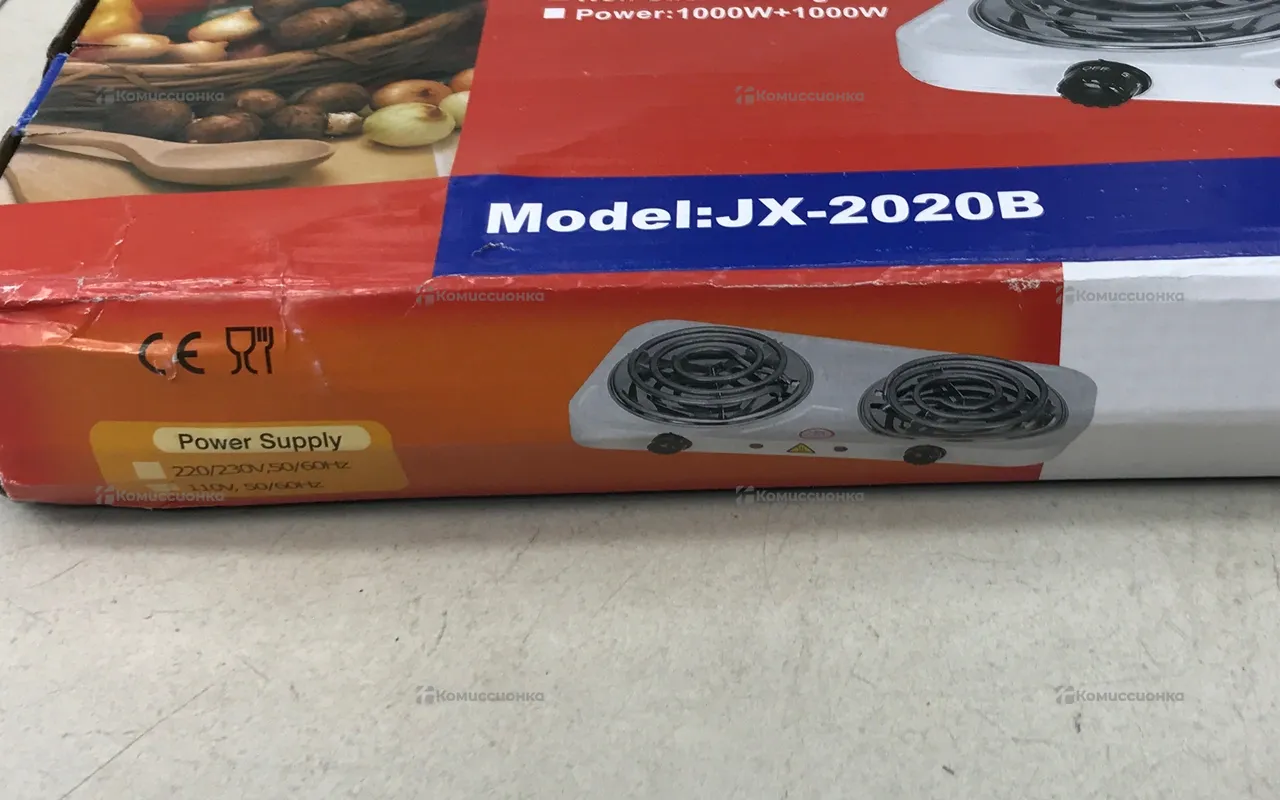 Power:1000W+1000W
OFF
Model:JX-2020B
CE
Power Supply
220/230V,50/60Hz
110V, 50/60Hz
Комиссионка
Комиссионка
Комиссионка
Комиссионка
Комиссионка
Комиссионка
Комиссионка
Комиссионка